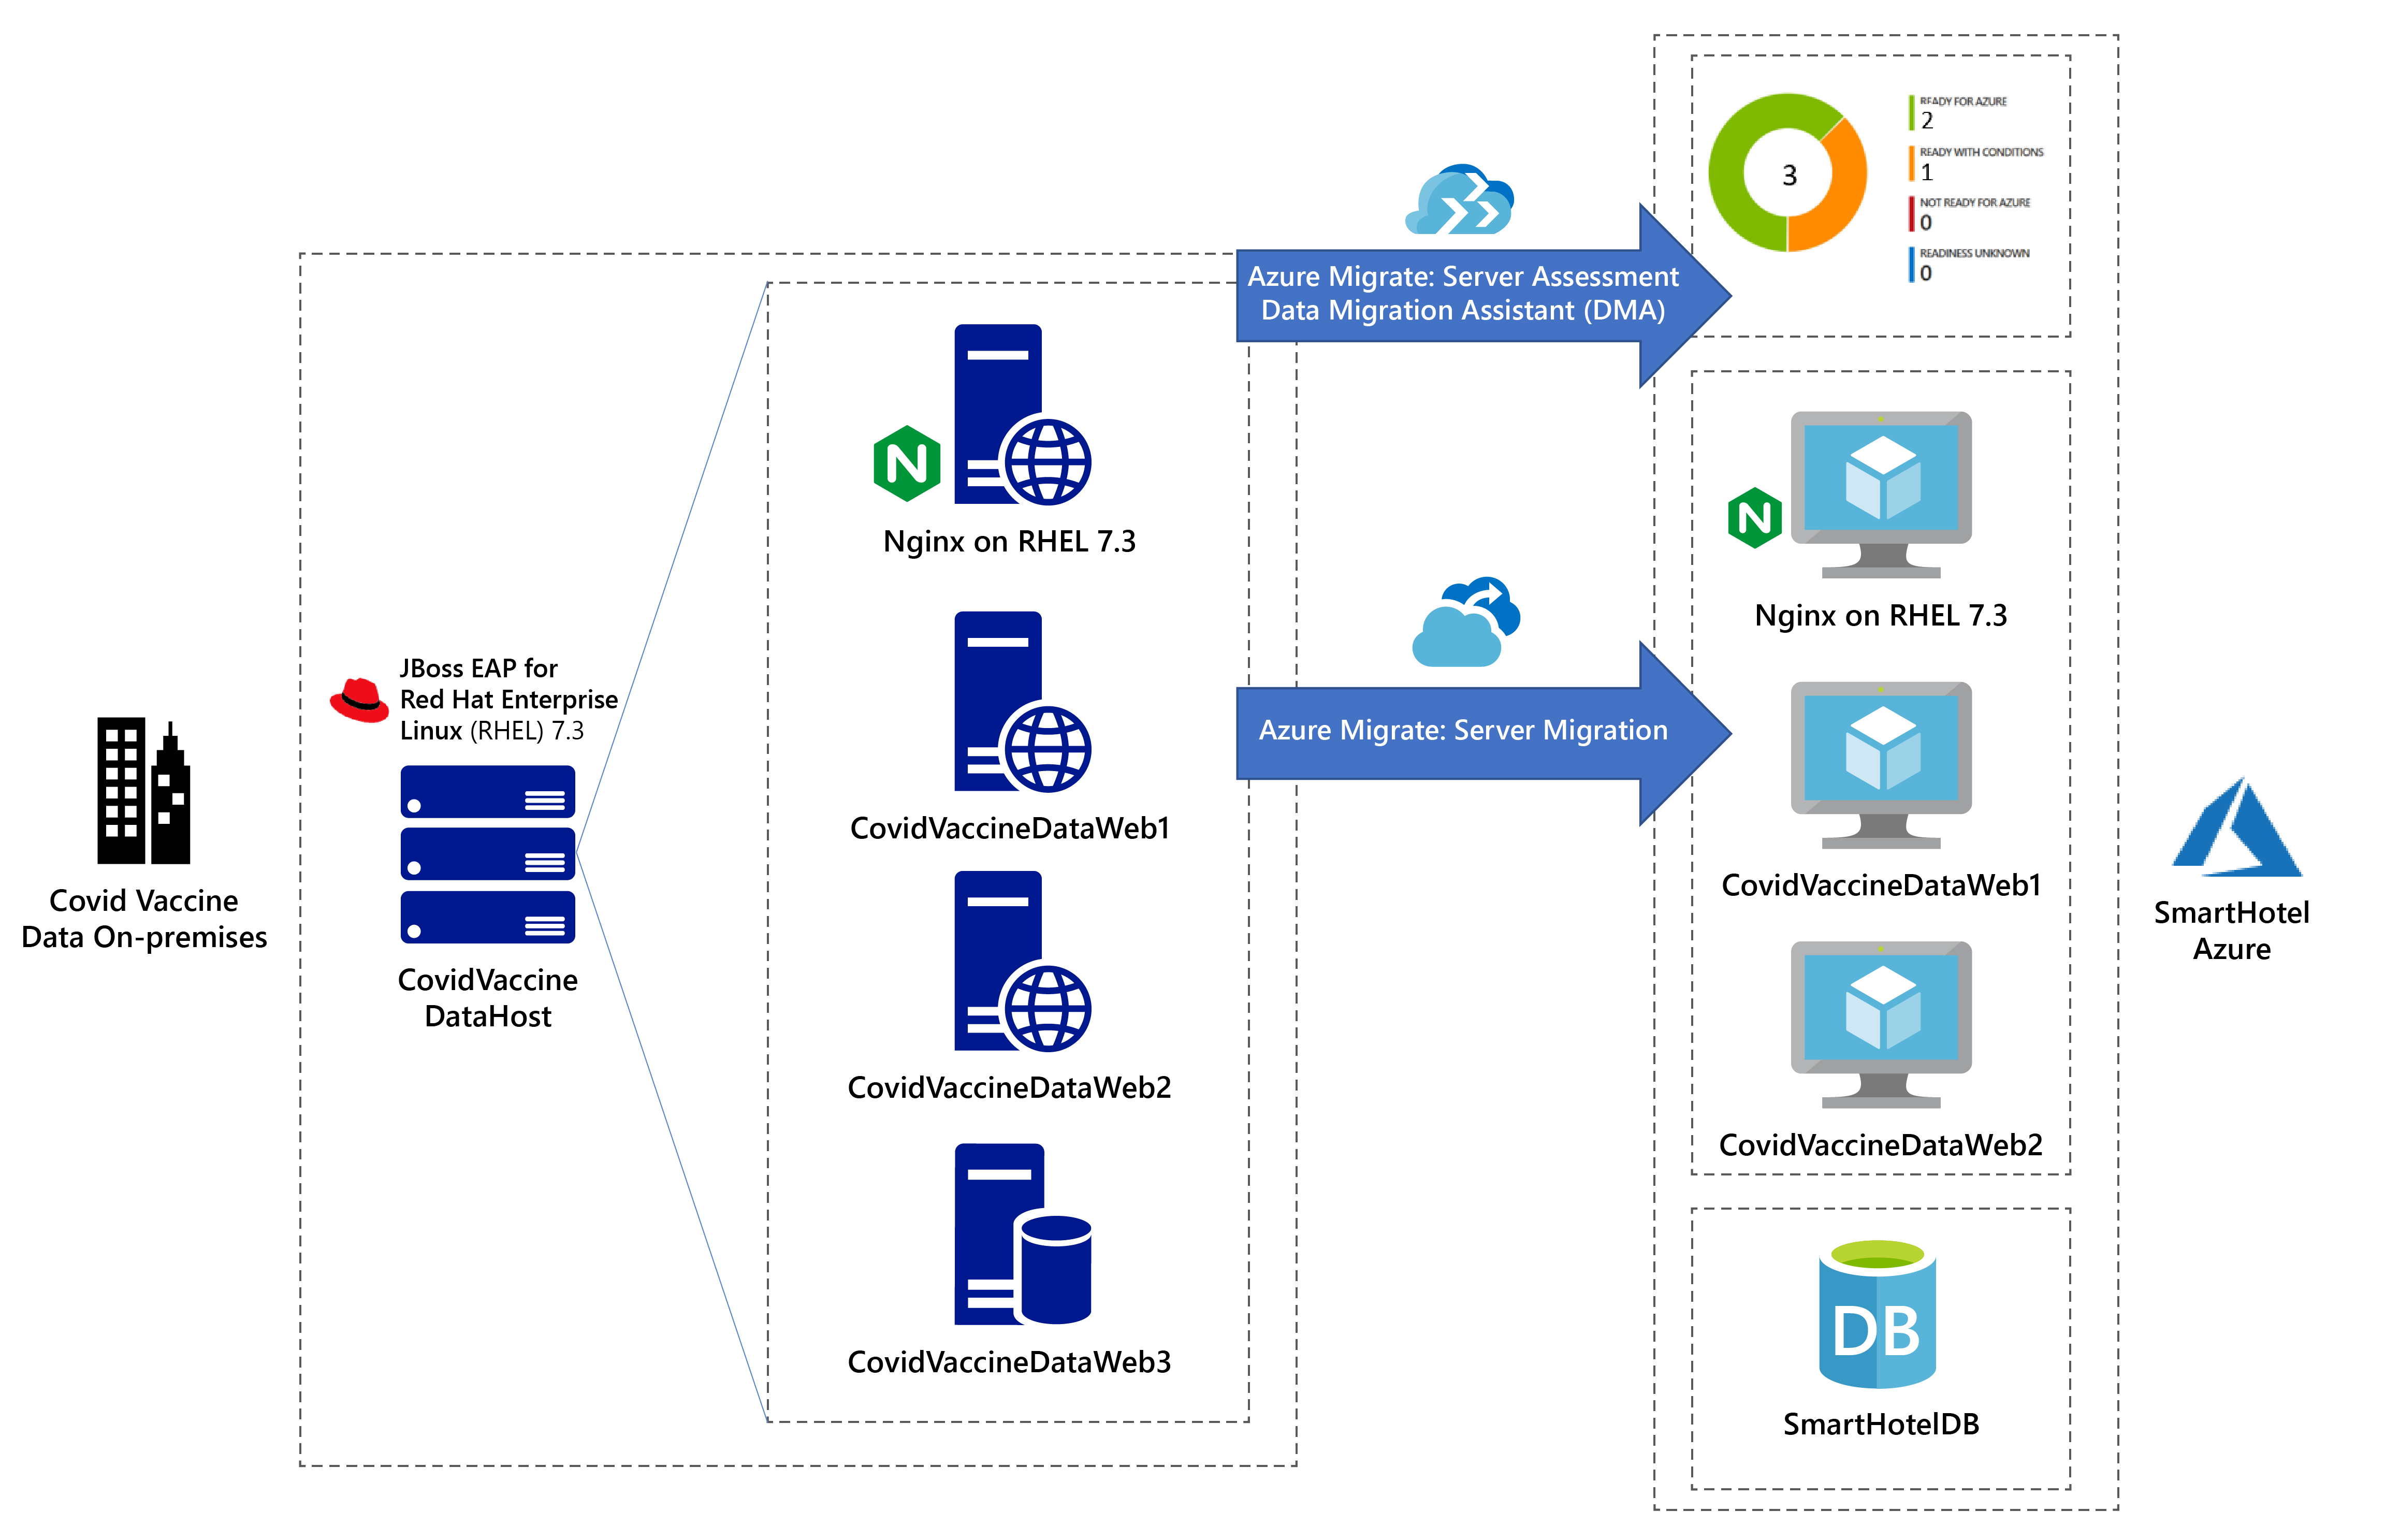 Covid Vaccine
Data On-premises
JBoss EAP for
Red Hat Enterprise
Linux (RHEL) 7.3
CovidVaccine
DataHost
N
Nginx on RHEL 7.3
CovidVaccineDataWeb1
CovidVaccineDataWeb2
CovidVaccineDataWeb3
Azure Migrate: Server Assessment
Data Migration Assistant (DMA)
Azure Migrate: Server Migration
3
READY FOR AZURE
2
READY WITH CONDITIONS
1
NOT READY FOR AZURE
0
READINESS UNKNOWN
0
N
Nginx on RHEL 7.3
CovidVaccineDataWeb1
CovidVaccineDataWeb2
DB
SmartHotelDB
SmartHotel
Azure